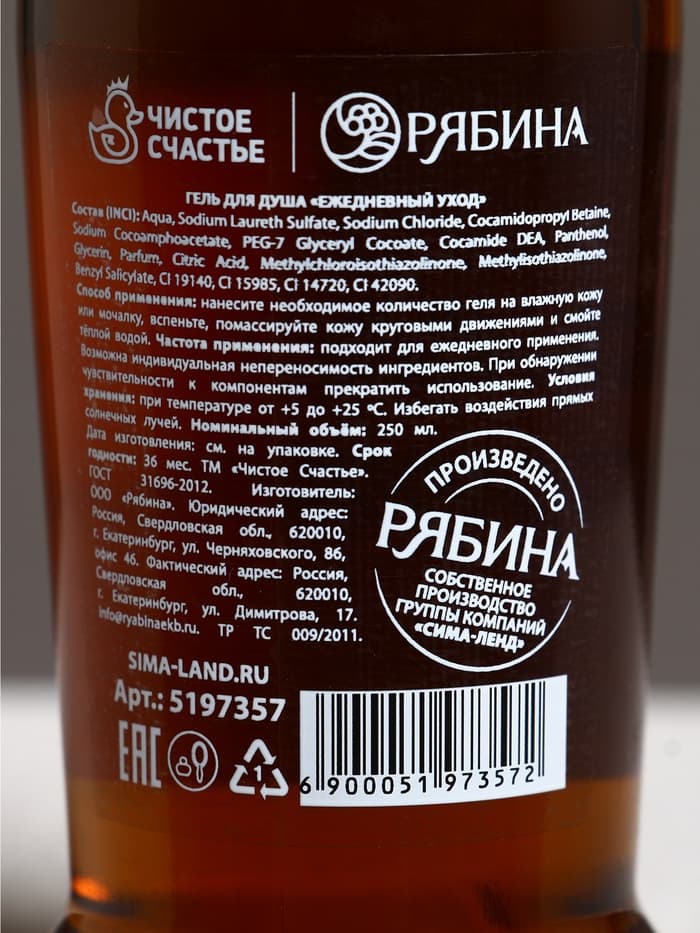 ЧИСТОЕ
СЧАСТЬЕ
РЯБИНА
ГЕЛЬ ДЛЯ ДУША «ЕЖЕДНЕВНЫЙ УХОД»
Состав (INCI): Aqua, Sodium Laureth Sulfate, Sodium Chloride, Cocamidopropyl Betaine,
Sodium Cocoamphoacetate, PEG-7 Glyceryl Cocoate, Cocamide DEA, Panthenol,
Glycerin, Parfum, Citric Acid, Methylchloroisothiazolinone, Methylisothiazolinone,
Benzyl Salicylate, CI 19140, CI 15985, CI 14720, CI 42090.
Способ применения: нанесите необходимое количество геля на влажную кожу
или мочалку, вспеньте, помассируйте кожу круговыми движениями и смойте
тёплой водой. Частота применения: подходит для ежедневного применения.
Возможна индивидуальная непереносимость ингредиентов. При обнаружении
чувствительности к компонентам прекратить использование. Условия
хранения: при температуре от +5 до +25 °C. Избегать воздействия прямых
солнечных лучей. Номинальный объём: 250 мл.
Дата изготовления: см. на упаковке. Срок
годности: 36 мес. ТМ «Чистое Счастье».
ГОСТ 31696-2012. Изготовитель:
ООО «Рябина». Юридический адрес:
Россия, Свердловская обл., 620010,
г. Екатеринбург, ул. Черняховского, 86,
офис 46. Фактический адрес: Россия,
Свердловская обл., 620010,
г. Екатеринбург, ул. Димитрова, 17.
info@ryabinaekb.ru. ТР ТС 009/2011.
ПРОИЗВЕДЕНО
РЯБИНА
СОБСТВЕННОЕ
ПРОИЗВОДСТВО
ГРУППЫ КОМПАНИЙ
«СИМА-ЛЕНД»
SIMA-LAND.RU
Арт.: 5197357
EAC
1
6 900051 973572